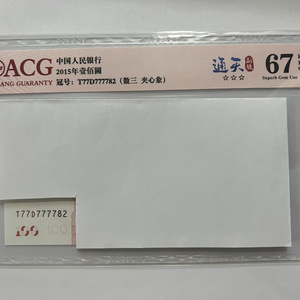 ACG
ANG GUARANTY
中国人民银行
2015年壹佰圆
冠号：T77D777782（数三 夹心象）
通天
☆☆☆
67
Superb Gem Unc
T77D777782
100 100